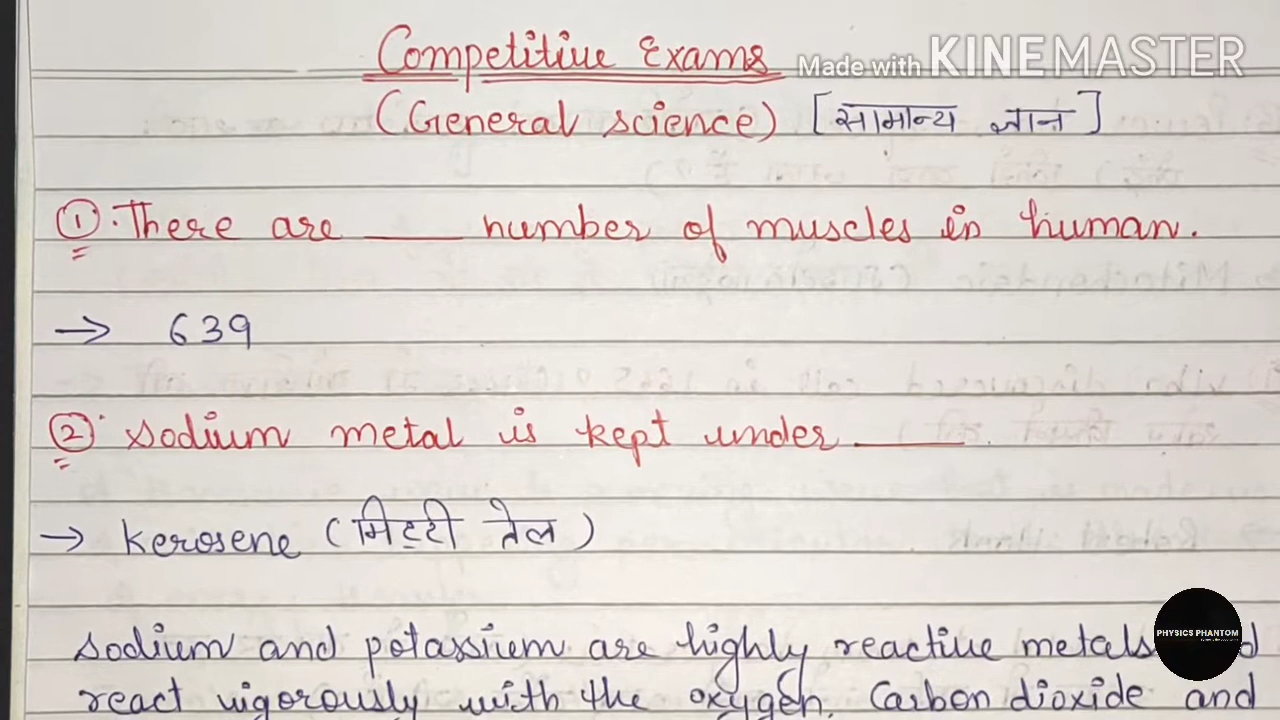 Competitive Exams
Made with KINEMASTER
(General science) [सामान्य ज्ञान]
① There are ____ number of muscles in human.
→ 639
② Sodium metal is kept under ____.
→ Kerosene (मिट्टी तेल)
PHYSICS PHANTOM
Sodium and potassium are highly reactive metals
react vigorously with the oxygen, Carbon dioxide and